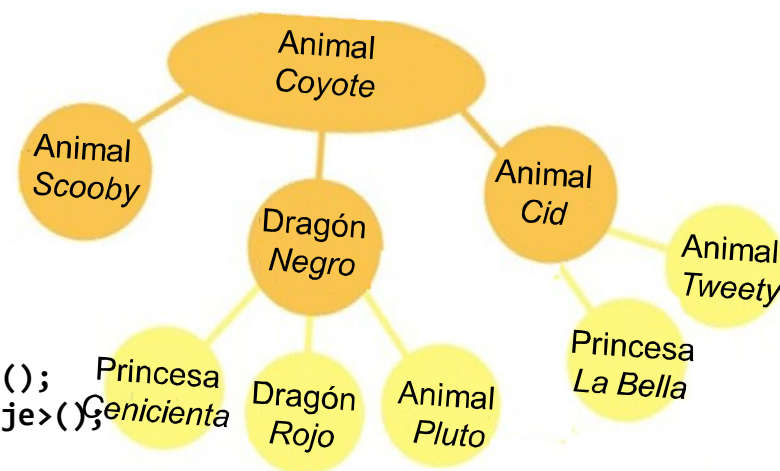 Animal
Coyote
Animal
Scooby
Dragón
Negro
Animal
Cid
Animal
Tweety
Princesa
Cenicienta
Dragón
Rojo
Animal
Pluto
Princesa
La Bella
();
je>();